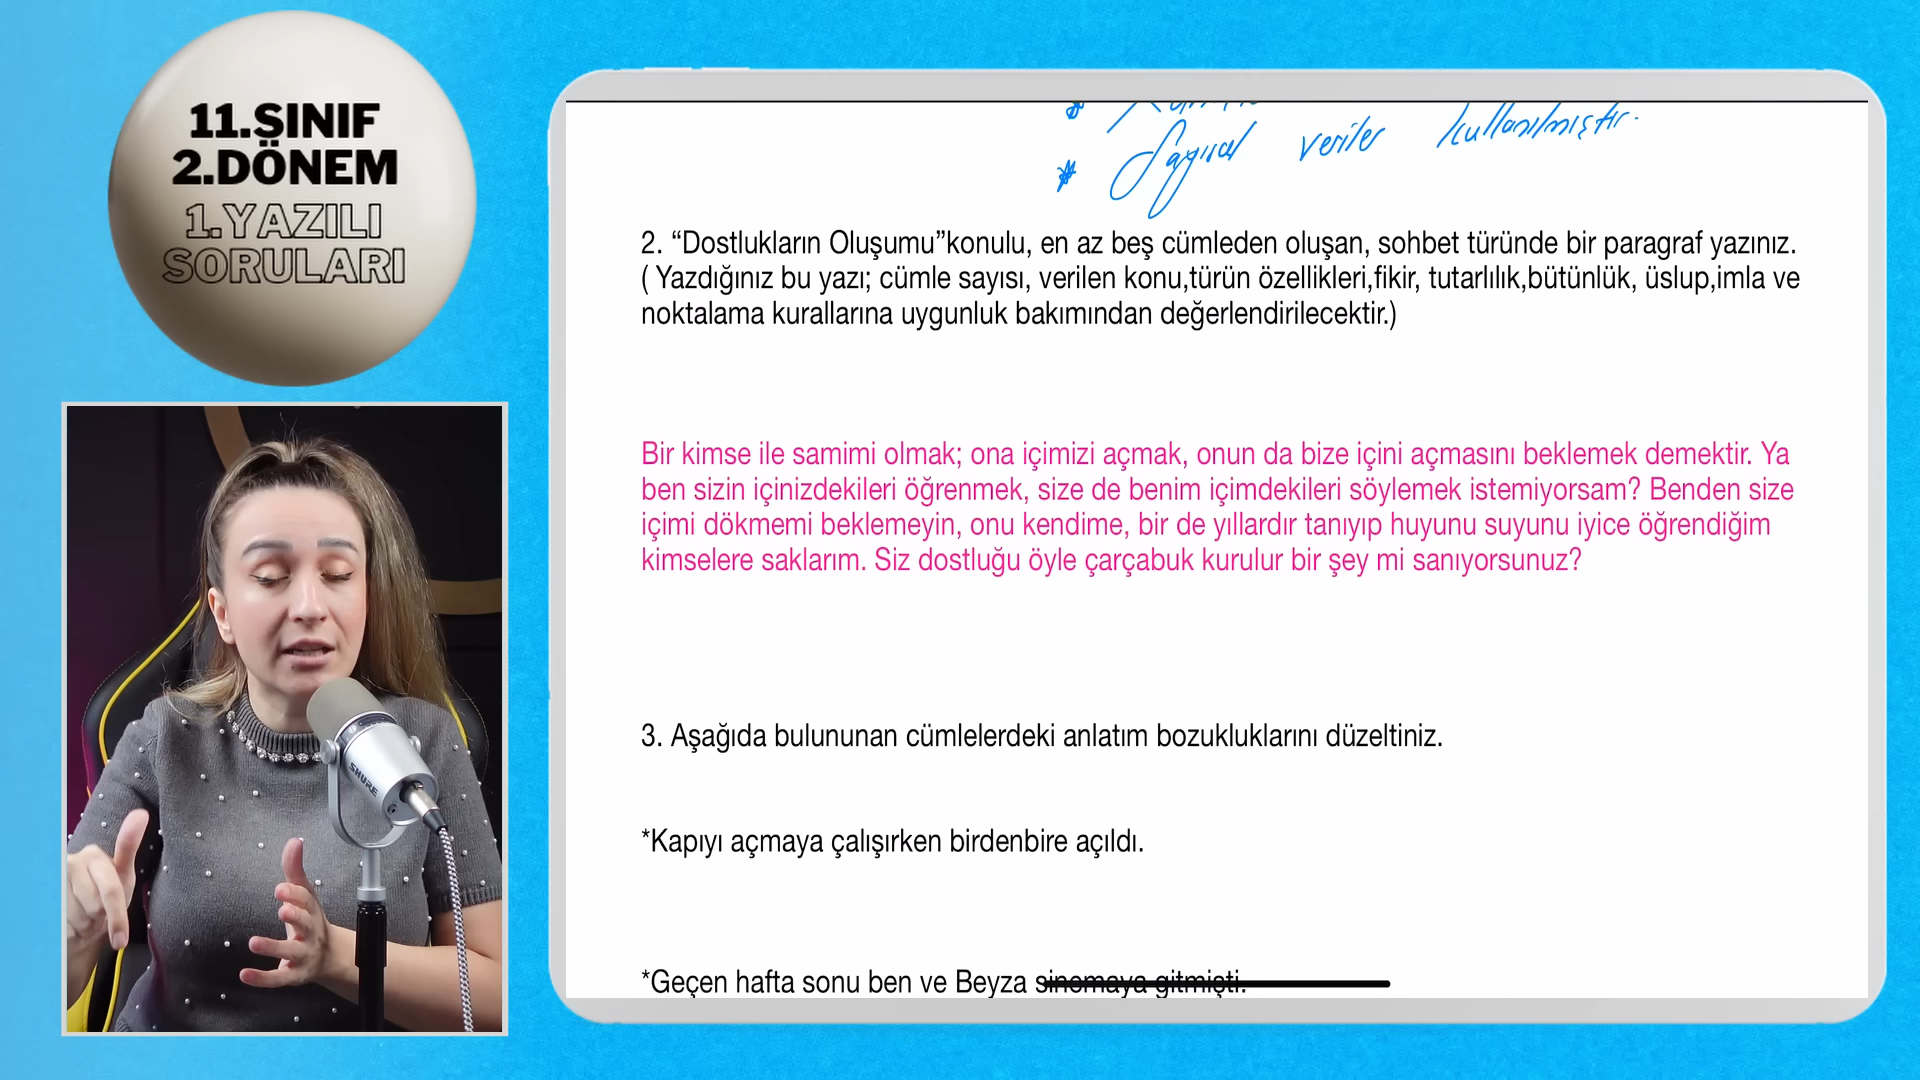 11.SINIF
2.DÖNEM
1.YAZILI
SORULARI
* Sayısal veriler kullanılmıştır.
2. “Dostlukların Oluşumu”konulu, en az beş cümleden oluşan, sohbet türünde bir paragraf yazınız.
( Yazdığınız bu yazı; cümle sayısı, verilen konu,türün özellikleri,fikir, tutarlılık,bütünlük, üslup,imla ve
noktalama kurallarına uygunluk bakımından değerlendirilecektir.)
Bir kimse ile samimi olmak; ona içimizi açmak, onun da bize içini açmasını beklemek demektir. Ya
ben sizin içinizdekileri öğrenmek, size de benim içimdekileri söylemek istemiyorsam? Benden size
içimi dökmemi beklemeyin, onu kendime, bir de yıllardır tanıyıp huyunu suyunu iyice öğrendiğim
kimselere saklarım. Siz dostluğu öyle çarçabuk kurulur bir şey mi sanıyorsunuz?
3. Aşağıda bulununan cümlelerdeki anlatım bozukluklarını düzeltiniz.
*Kapıyı açmaya çalışırken birdenbire açıldı.
*Geçen hafta sonu ben ve Beyza sinemaya gitmişti.
SHURE